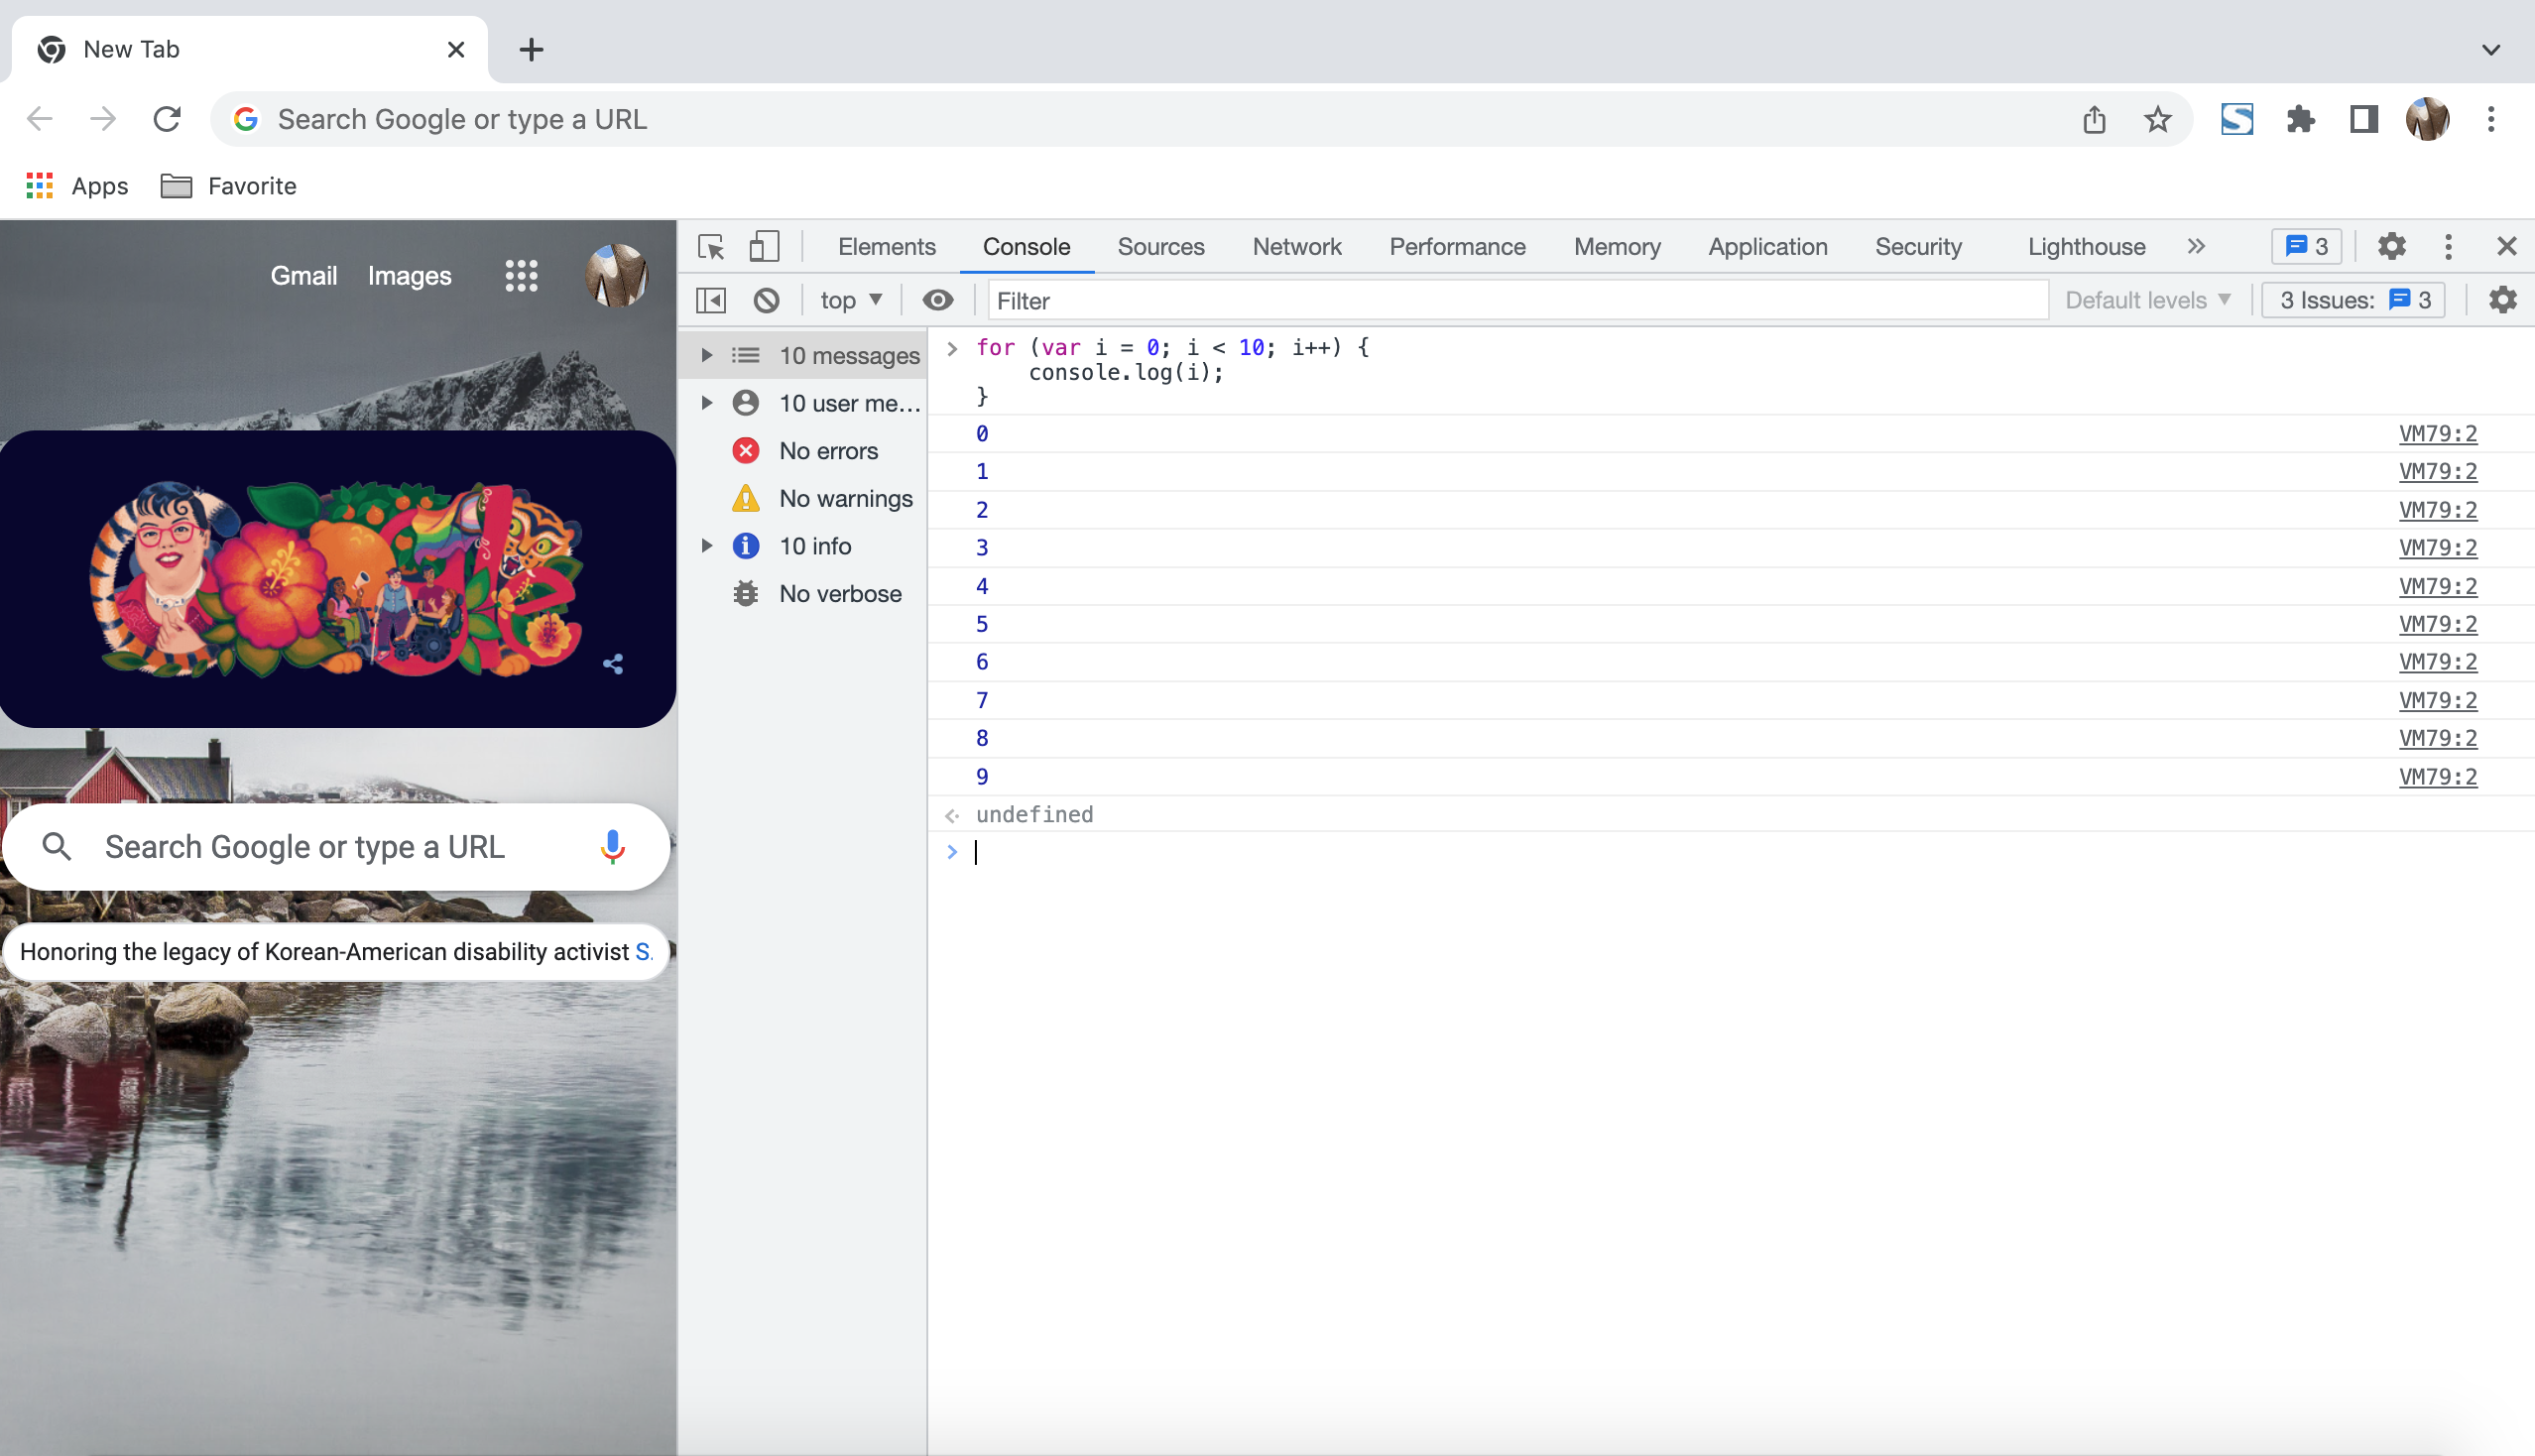 New Tab
Search Google or type a URL
Apps
Favorite
Gmail Images
Search Google or type a URL
Honoring the legacy of Korean-American disability activist S.
Elements Console Sources Network Performance Memory Application Security Lighthouse 3
top Filter Default levels 3 Issues: 3
10 messages
10 user me...
No errors
No warnings
10 info
No verbose
for (var i = 0; i < 10; i++) {
    console.log(i);
}
0 VM79:2
1 VM79:2
2 VM79:2
3 VM79:2
4 VM79:2
5 VM79:2
6 VM79:2
7 VM79:2
8 VM79:2
9 VM79:2
undefined